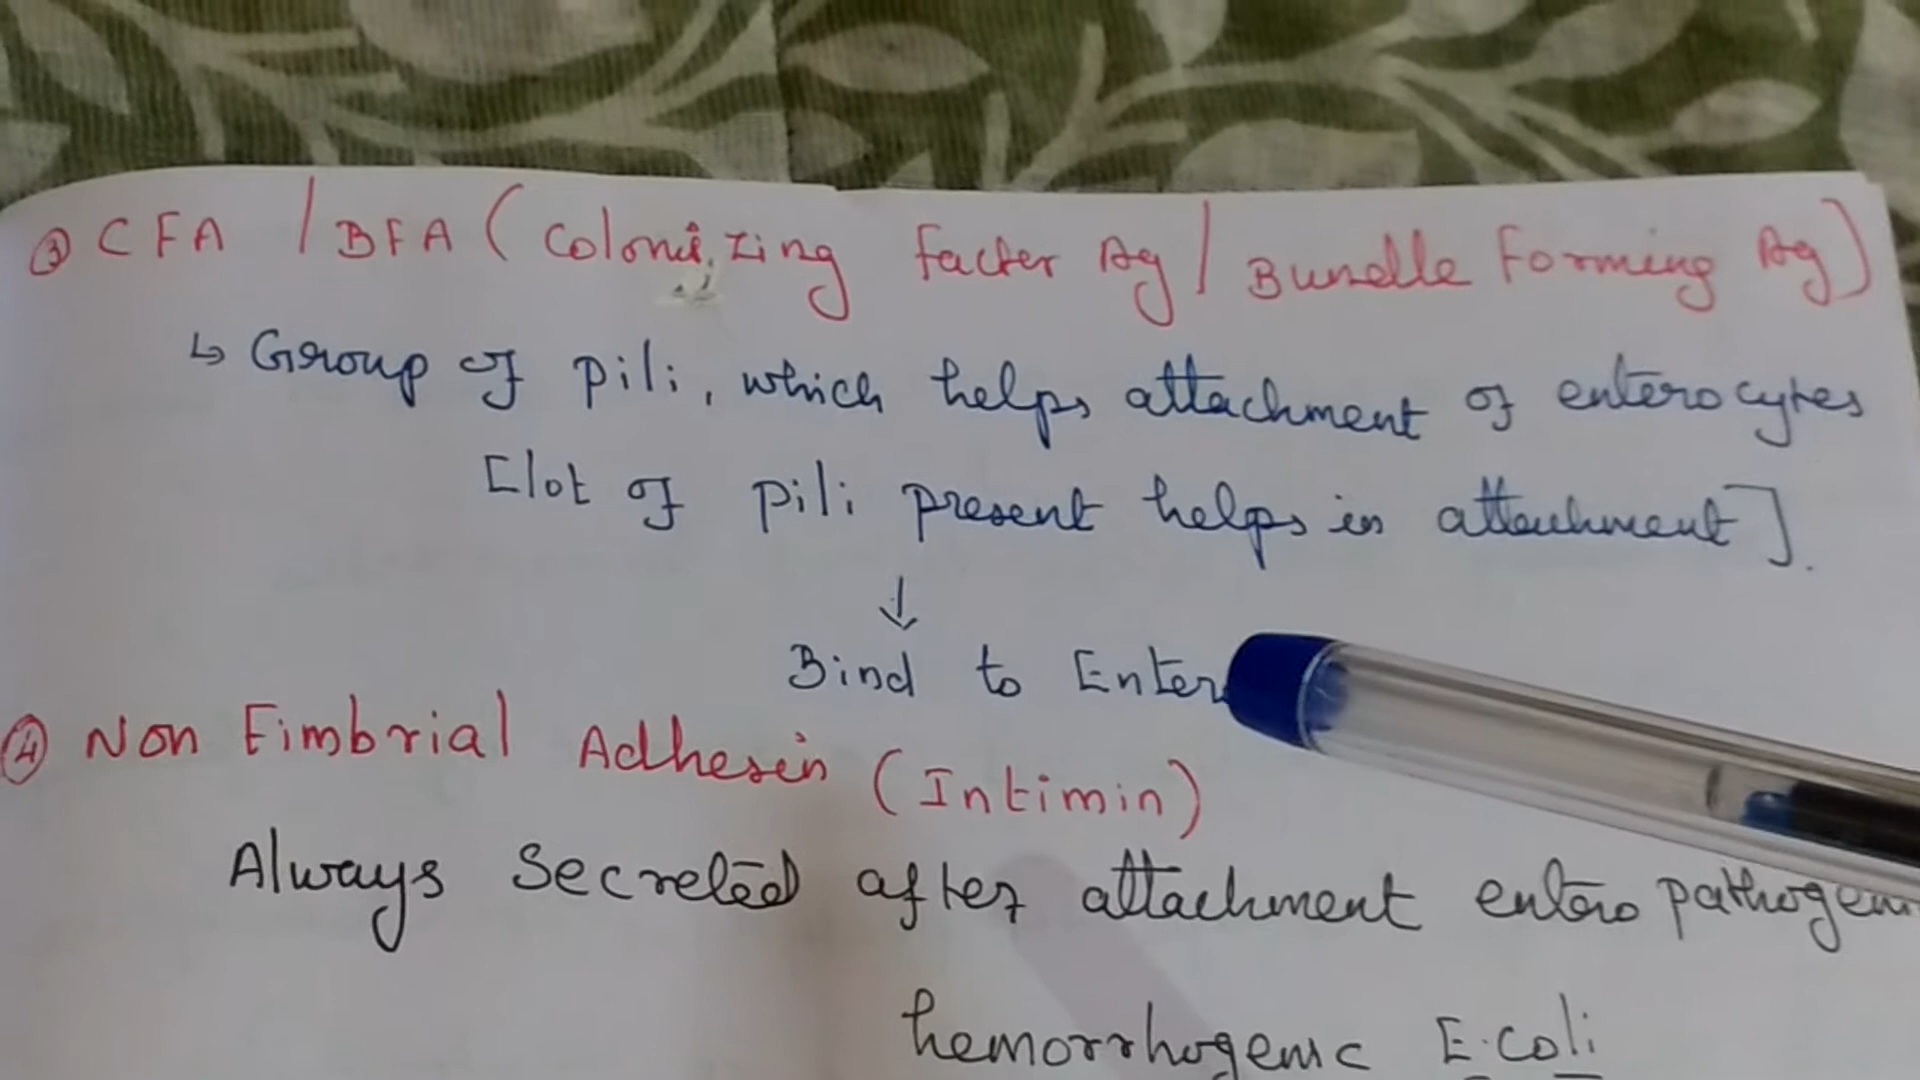 ③ CFA / BFA ( Colonizing Facter Ag / Bundle Forming Ag )
↳ Group of pili, which helps attachment of enterocytes
[lot of pili present helps in attachment].
↓
Bind to Enter
④ Non Fimbrial Adhesin (Intimin)
Always Secreted after attachment entero pathogen
hemorrhogenic E.coli